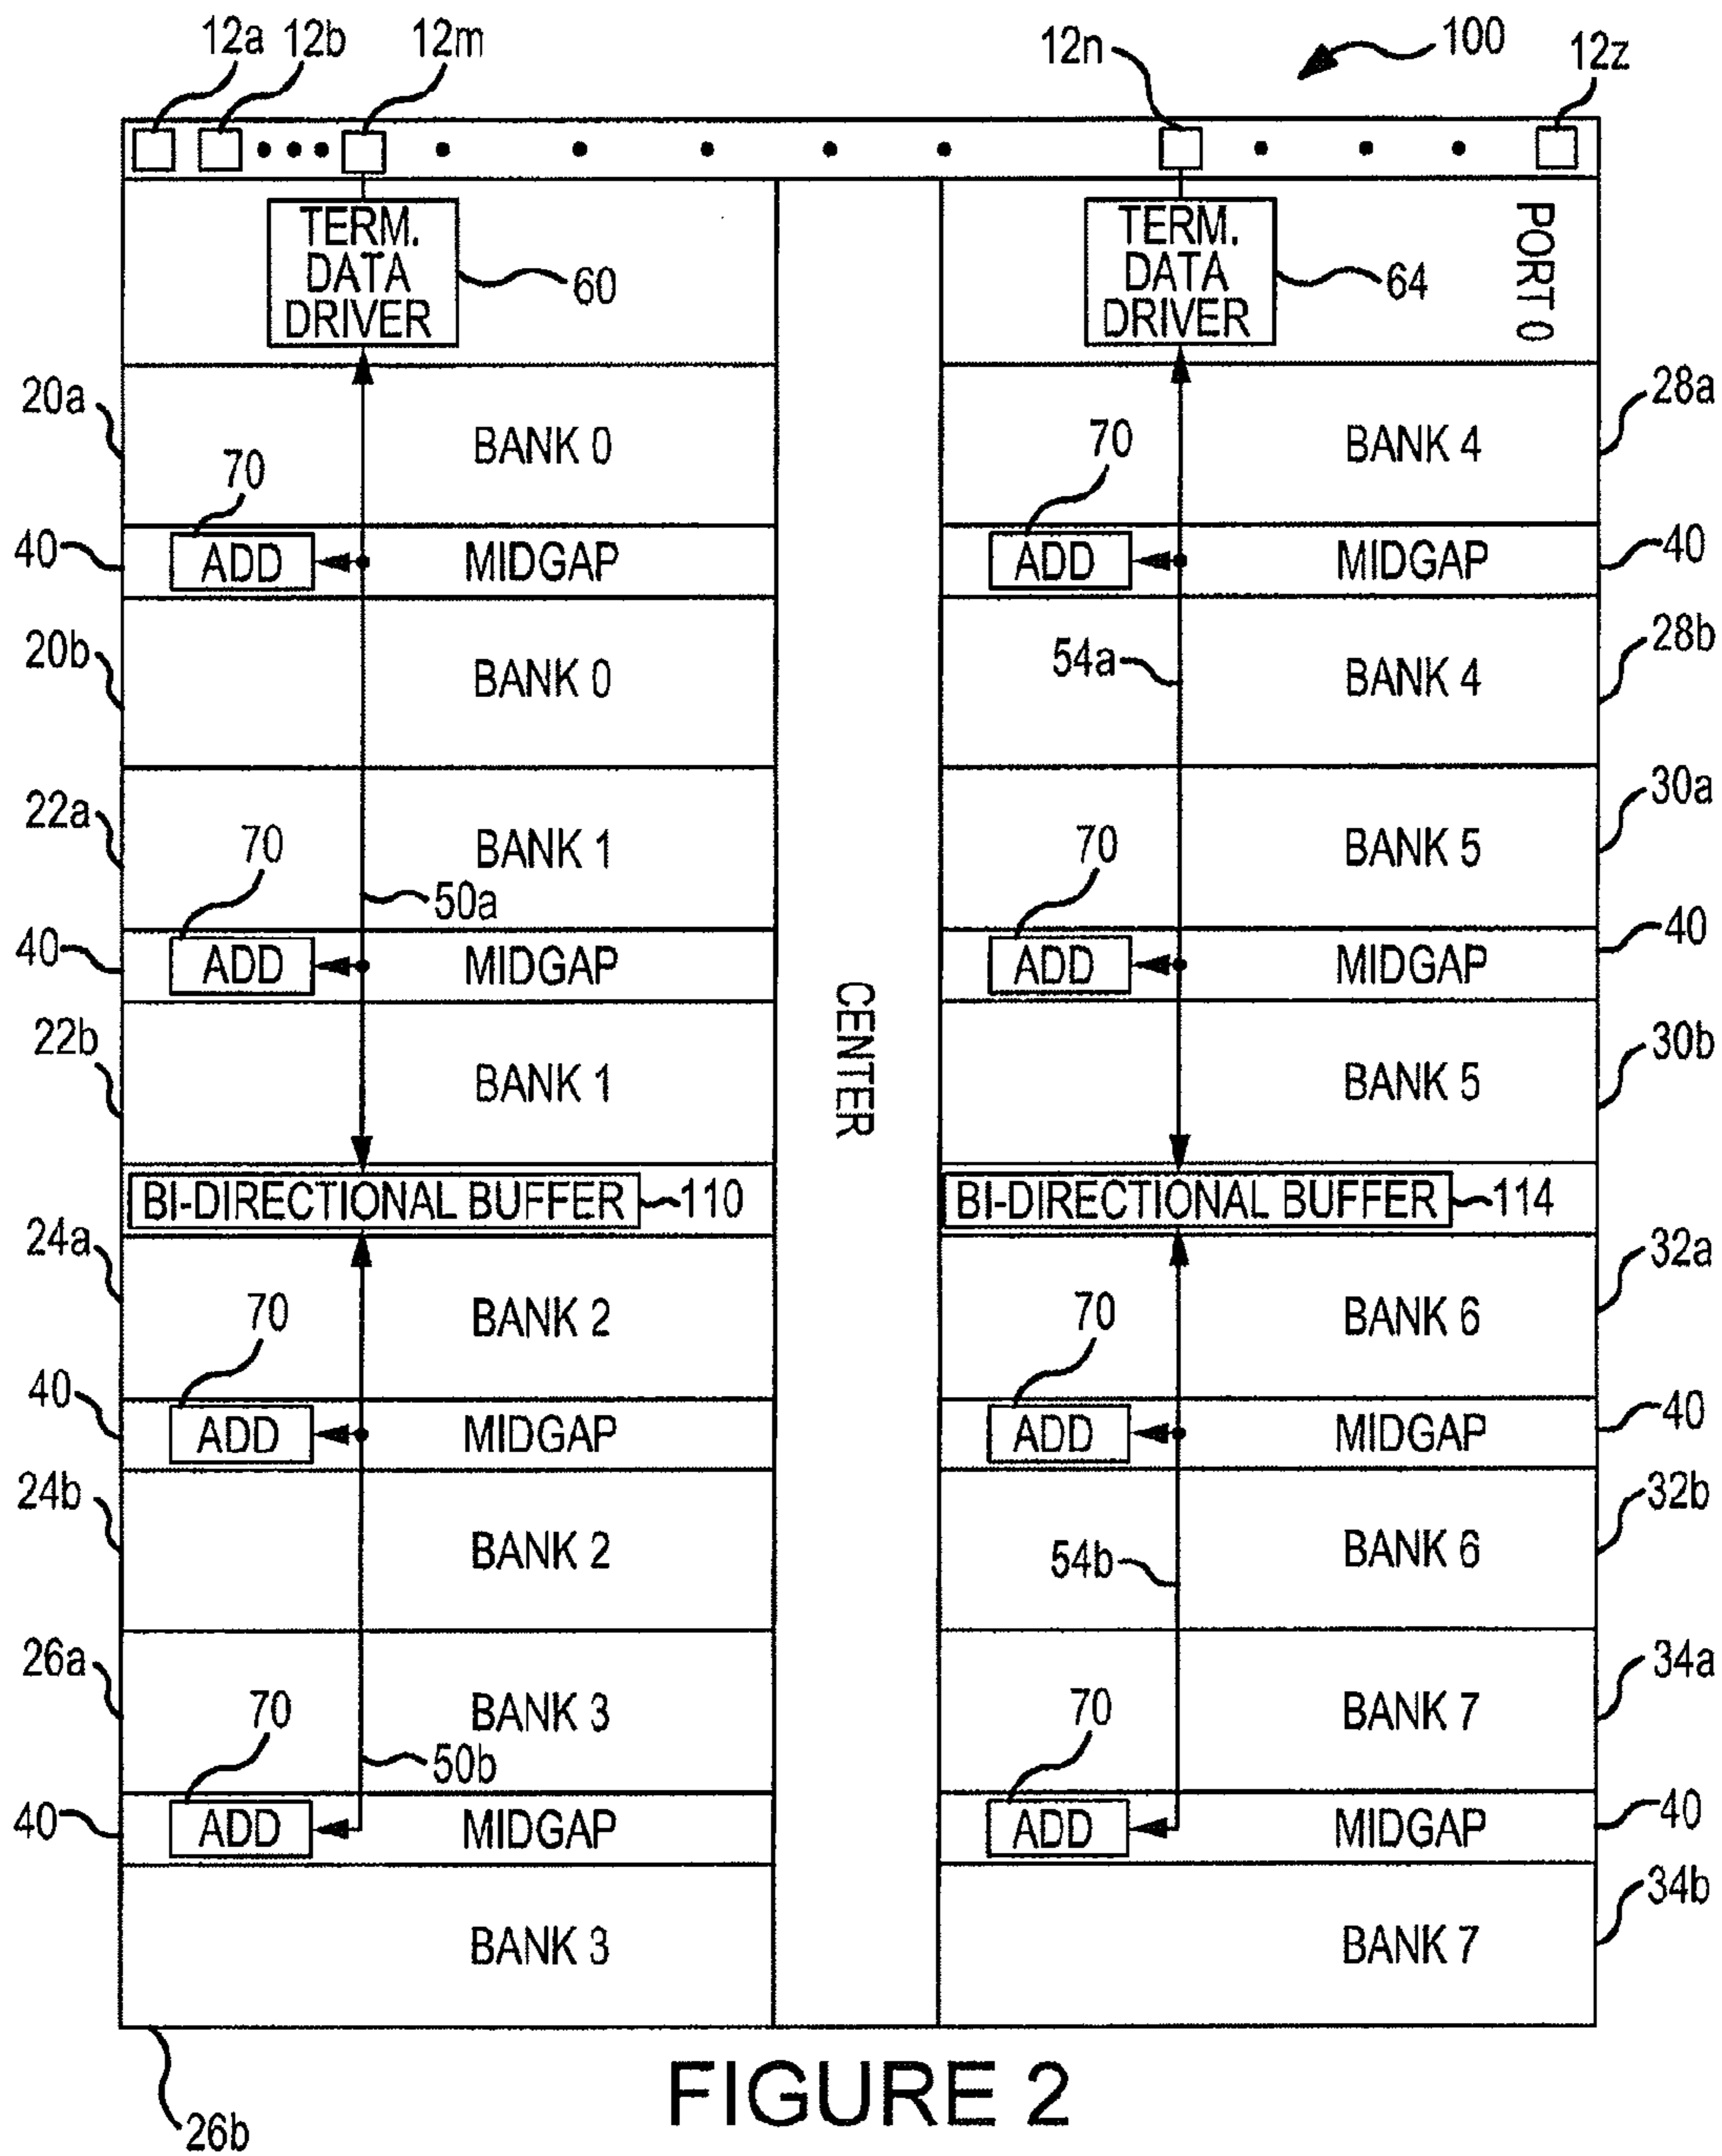 12a 12b 12m 12n 100 12z
TERM.
DATA
DRIVER
60
TERM.
DATA
DRIVER
64
PORT 0
20a BANK 0 BANK 4 28a
70 70
40 ADD MIDGAP ADD MIDGAP 40
20b BANK 0 54a BANK 4 28b
22a BANK 1 BANK 5 30a
70 50a 70
40 ADD MIDGAP ADD MIDGAP 40
CENTER
22b BANK 1 BANK 5 30b
BI-DIRECTIONAL BUFFER 110 BI-DIRECTIONAL BUFFER 114
24a BANK 2 BANK 6 32a
70 70
40 ADD MIDGAP ADD MIDGAP 40
24b BANK 2 54b BANK 6 32b
26a BANK 3 BANK 7 34a
70 50b 70
40 ADD MIDGAP ADD MIDGAP 40
BANK 3 BANK 7 34b
26b
FIGURE 2